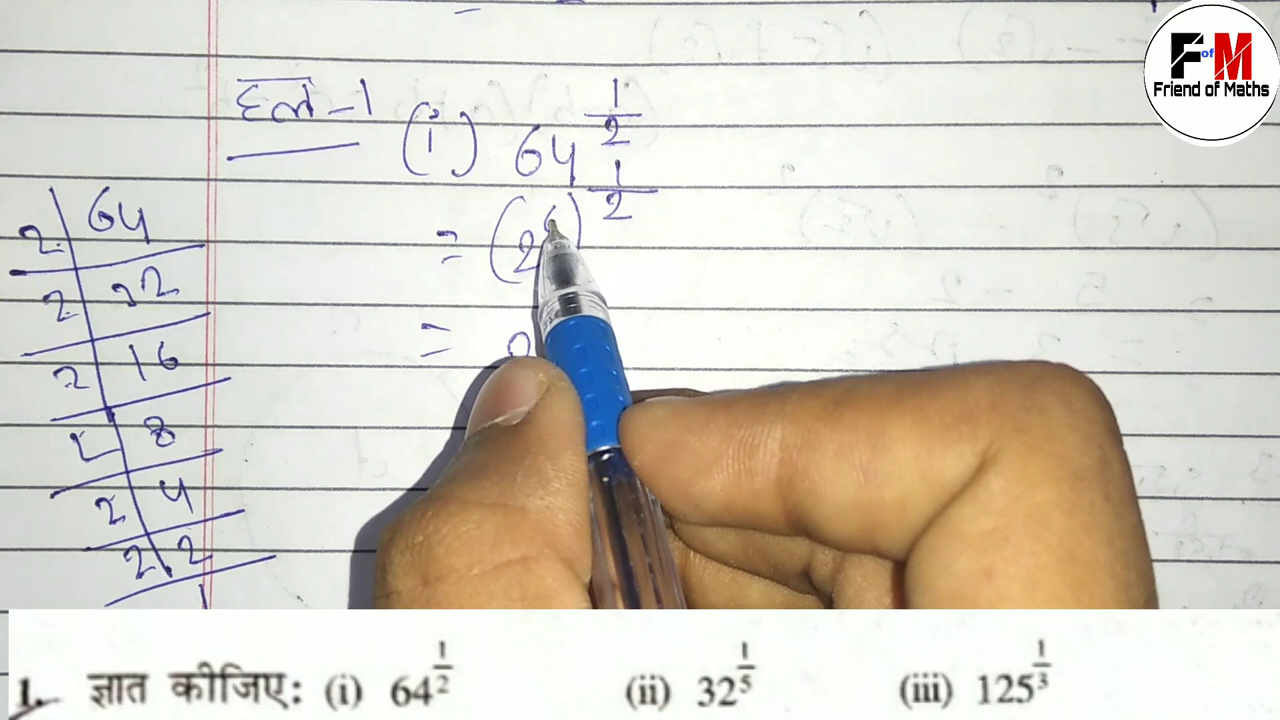 FofM
Friend of Maths
हल-1 (i) 64^(1/2)
= (2^6)^(1/2)
=
2 | 64
2 | 32
2 | 16
2 | 8
2 | 4
2 | 2
1
1. ज्ञात कीजिए: (i) 64^(1/2) (ii) 32^(1/5) (iii) 125^(1/3)